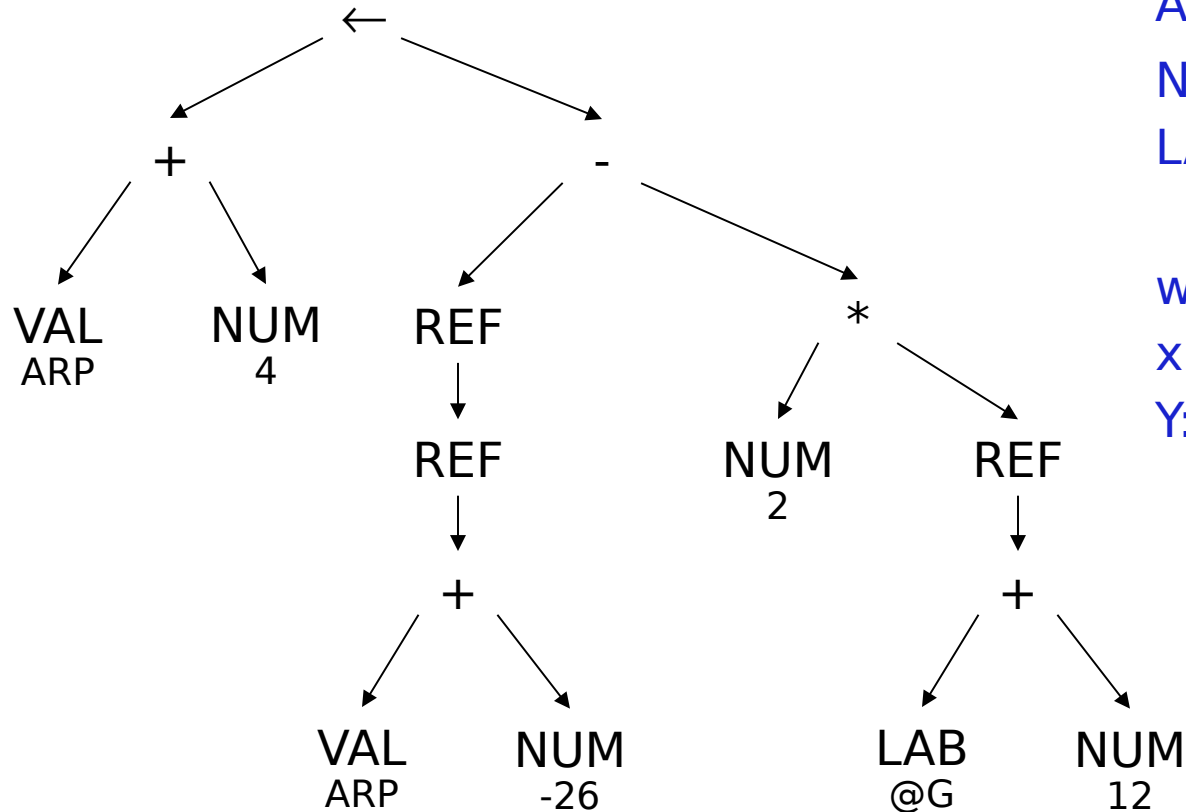 ←
+
-
VAL
ARP
NUM
4
REF
*
REF
NUM
2
REF
+
+
VAL
ARP
NUM
-26
LAB
@G
NUM
12
A
N
w
x
Y: